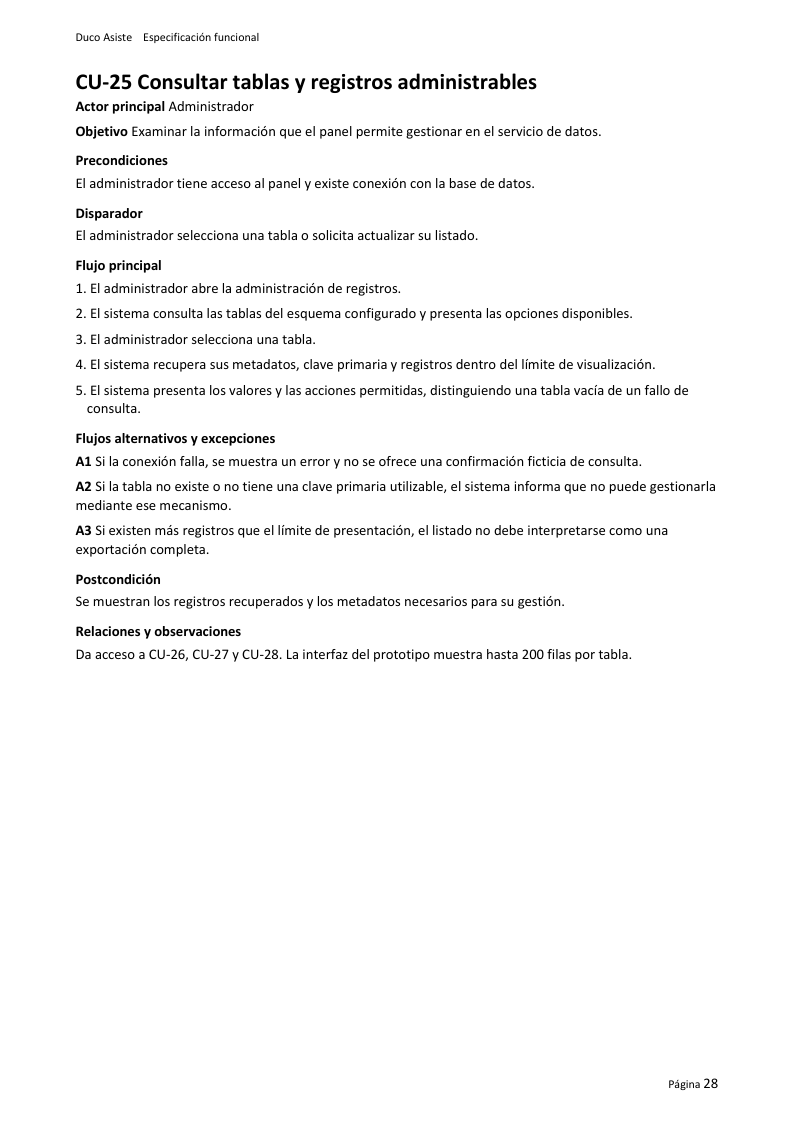 Duco Asiste    Especificación funcional
CU-25 Consultar tablas y registros administrables
Actor principal Administrador
Objetivo Examinar la información que el panel permite gestionar en el servicio de datos.
Precondiciones
El administrador tiene acceso al panel y existe conexión con la base de datos.
Disparador
El administrador selecciona una tabla o solicita actualizar su listado.
Flujo principal
1. El administrador abre la administración de registros.
2. El sistema consulta las tablas del esquema configurado y presenta las opciones disponibles.
3. El administrador selecciona una tabla.
4. El sistema recupera sus metadatos, clave primaria y registros dentro del límite de visualización.
5. El sistema presenta los valores y las acciones permitidas, distinguiendo una tabla vacía de un fallo de
consulta.
Flujos alternativos y excepciones
A1 Si la conexión falla, se muestra un error y no se ofrece una confirmación ficticia de consulta.
A2 Si la tabla no existe o no tiene una clave primaria utilizable, el sistema informa que no puede gestionarla
mediante ese mecanismo.
A3 Si existen más registros que el límite de presentación, el listado no debe interpretarse como una
exportación completa.
Postcondición
Se muestran los registros recuperados y los metadatos necesarios para su gestión.
Relaciones y observaciones
Da acceso a CU-26, CU-27 y CU-28. La interfaz del prototipo muestra hasta 200 filas por tabla.
Página 28